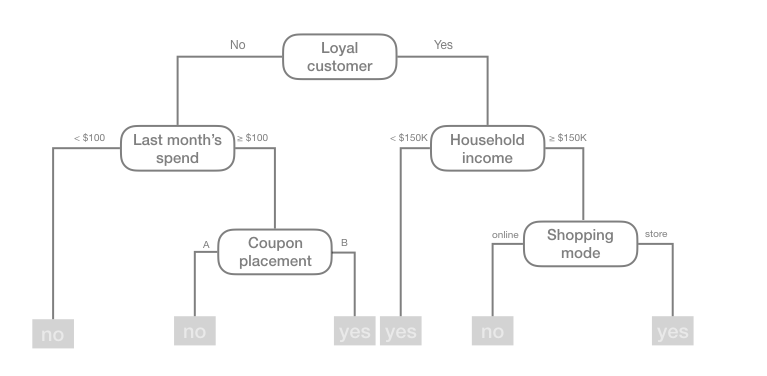 No
Loyal
customer
Yes
< $100
Last month's
spend
≥ $100
< $150K
Household
income
≥ $150K
A
Coupon
placement
B
online
Shopping
mode
store
no
no
yes
yes
no
yes